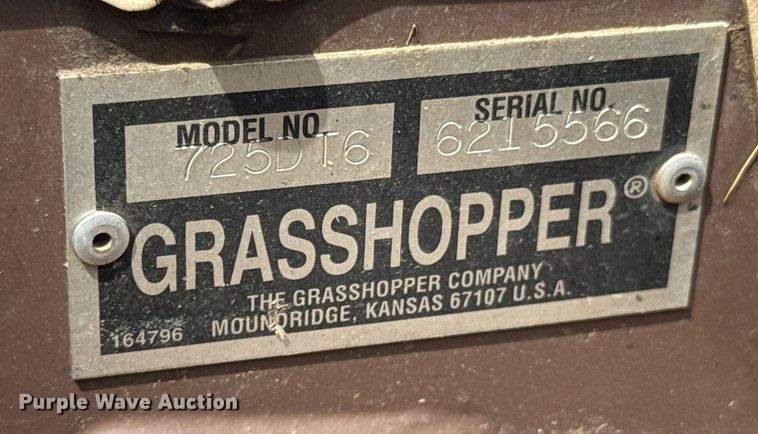 MODEL NO. SERIAL NO.
725DT6 6215566
GRASSHOPPER®
THE GRASSHOPPER COMPANY
MOUNDRIDGE, KANSAS 67107 U.S.A.
164796
Purple Wave Auction